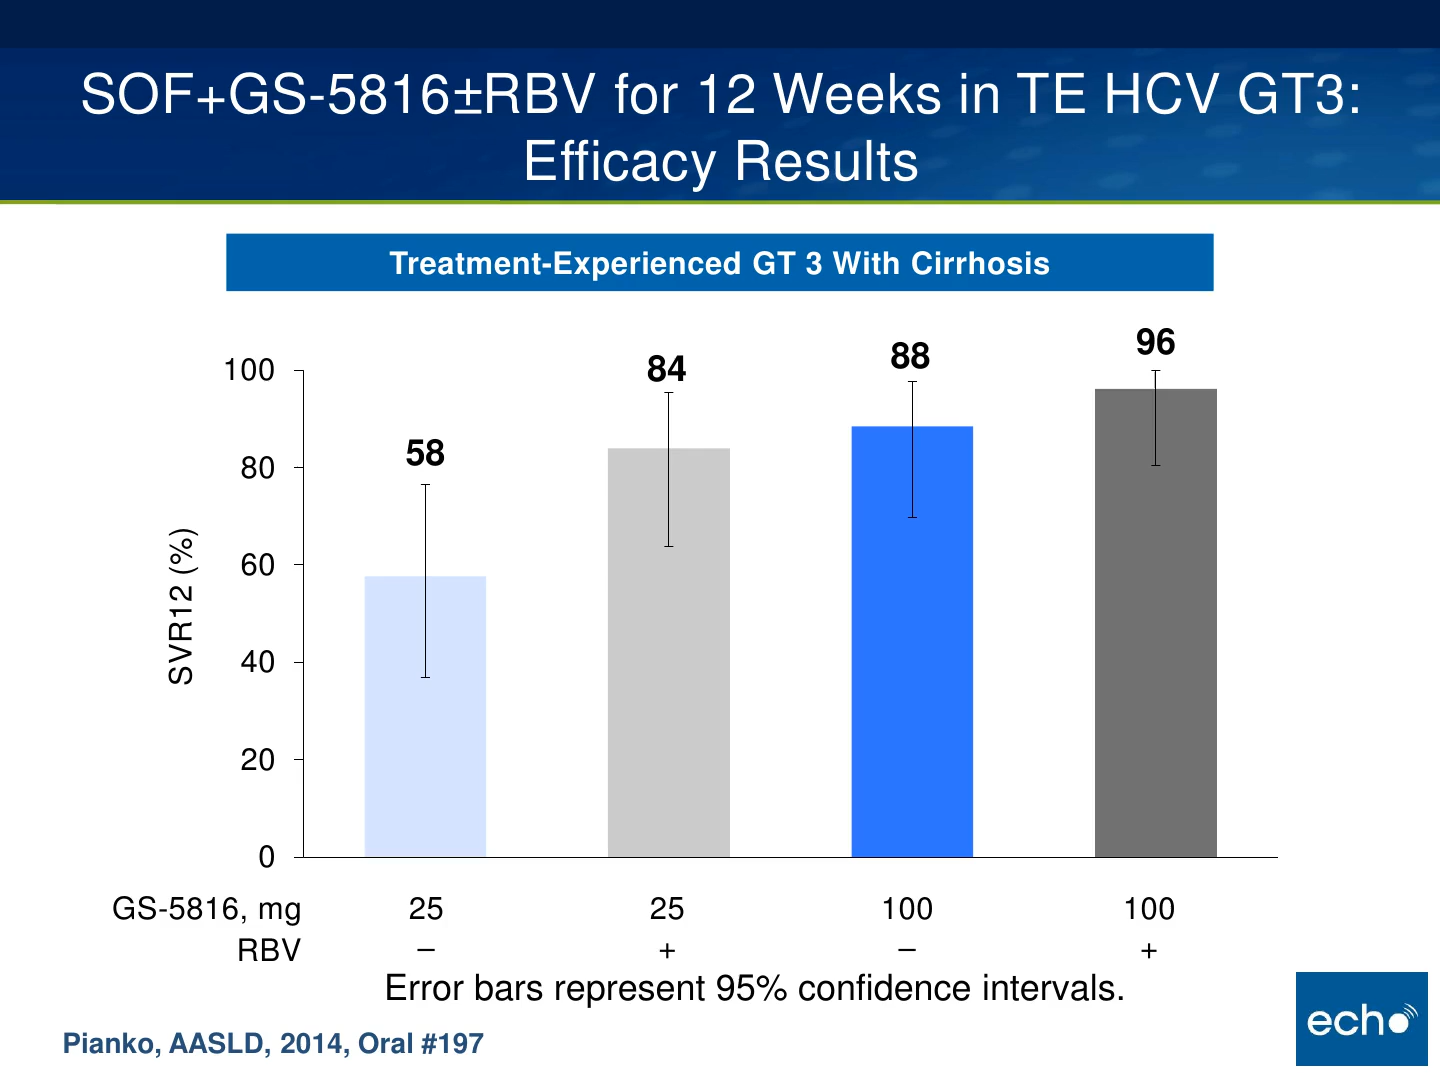 SOF+GS-5816±RBV for 12 Weeks in TE HCV GT3:
Efficacy Results
Treatment-Experienced GT 3 With Cirrhosis
100
80
60
40
20
0
SVR12 (%)
58
84
88
96
GS-5816, mg 25 25 100 100
RBV – + – +
Error bars represent 95% confidence intervals.
Pianko, AASLD, 2014, Oral #197
echo